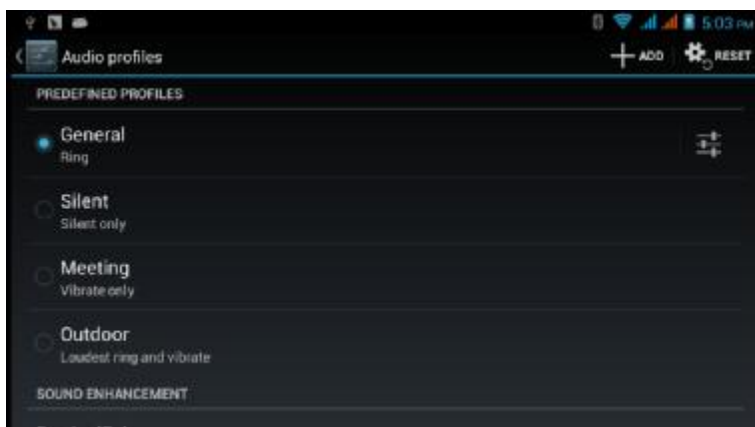 5:03 PM
Audio profiles
ADD
RESET
PREDEFINED PROFILES
General
Ring
Silent
Silent only
Meeting
Vibrate only
Outdoor
Loudest ring and vibrate
SOUND ENHANCEMENT